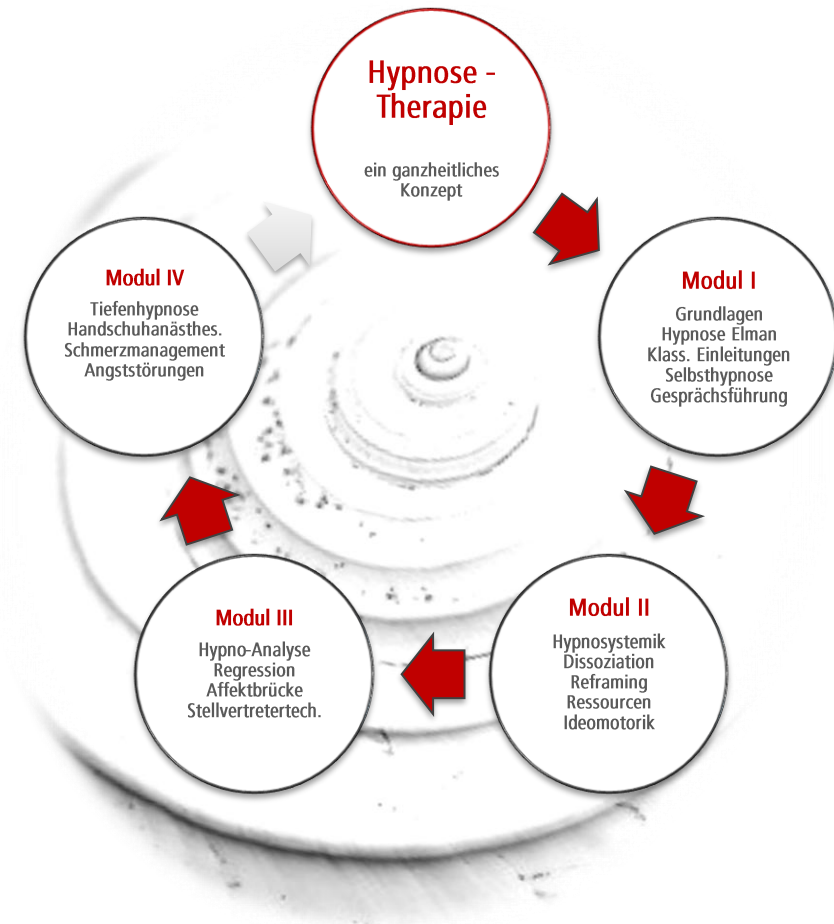 Hypnose -
Therapie
ein ganzheitliches
Konzept
Modul I
Grundlagen
Hypnose Elman
Klass. Einleitungen
Selbsthypnose
Gesprächsführung
Modul II
Hypnosystemik
Dissoziation
Reframing
Ressourcen
Ideomotorik
Modul III
Hypno-Analyse
Regression
Affektbrücke
Stellvertretertech.
Modul IV
Tiefenhypnose
Handschuhanästhes.
Schmerzmanagement
Angststörungen